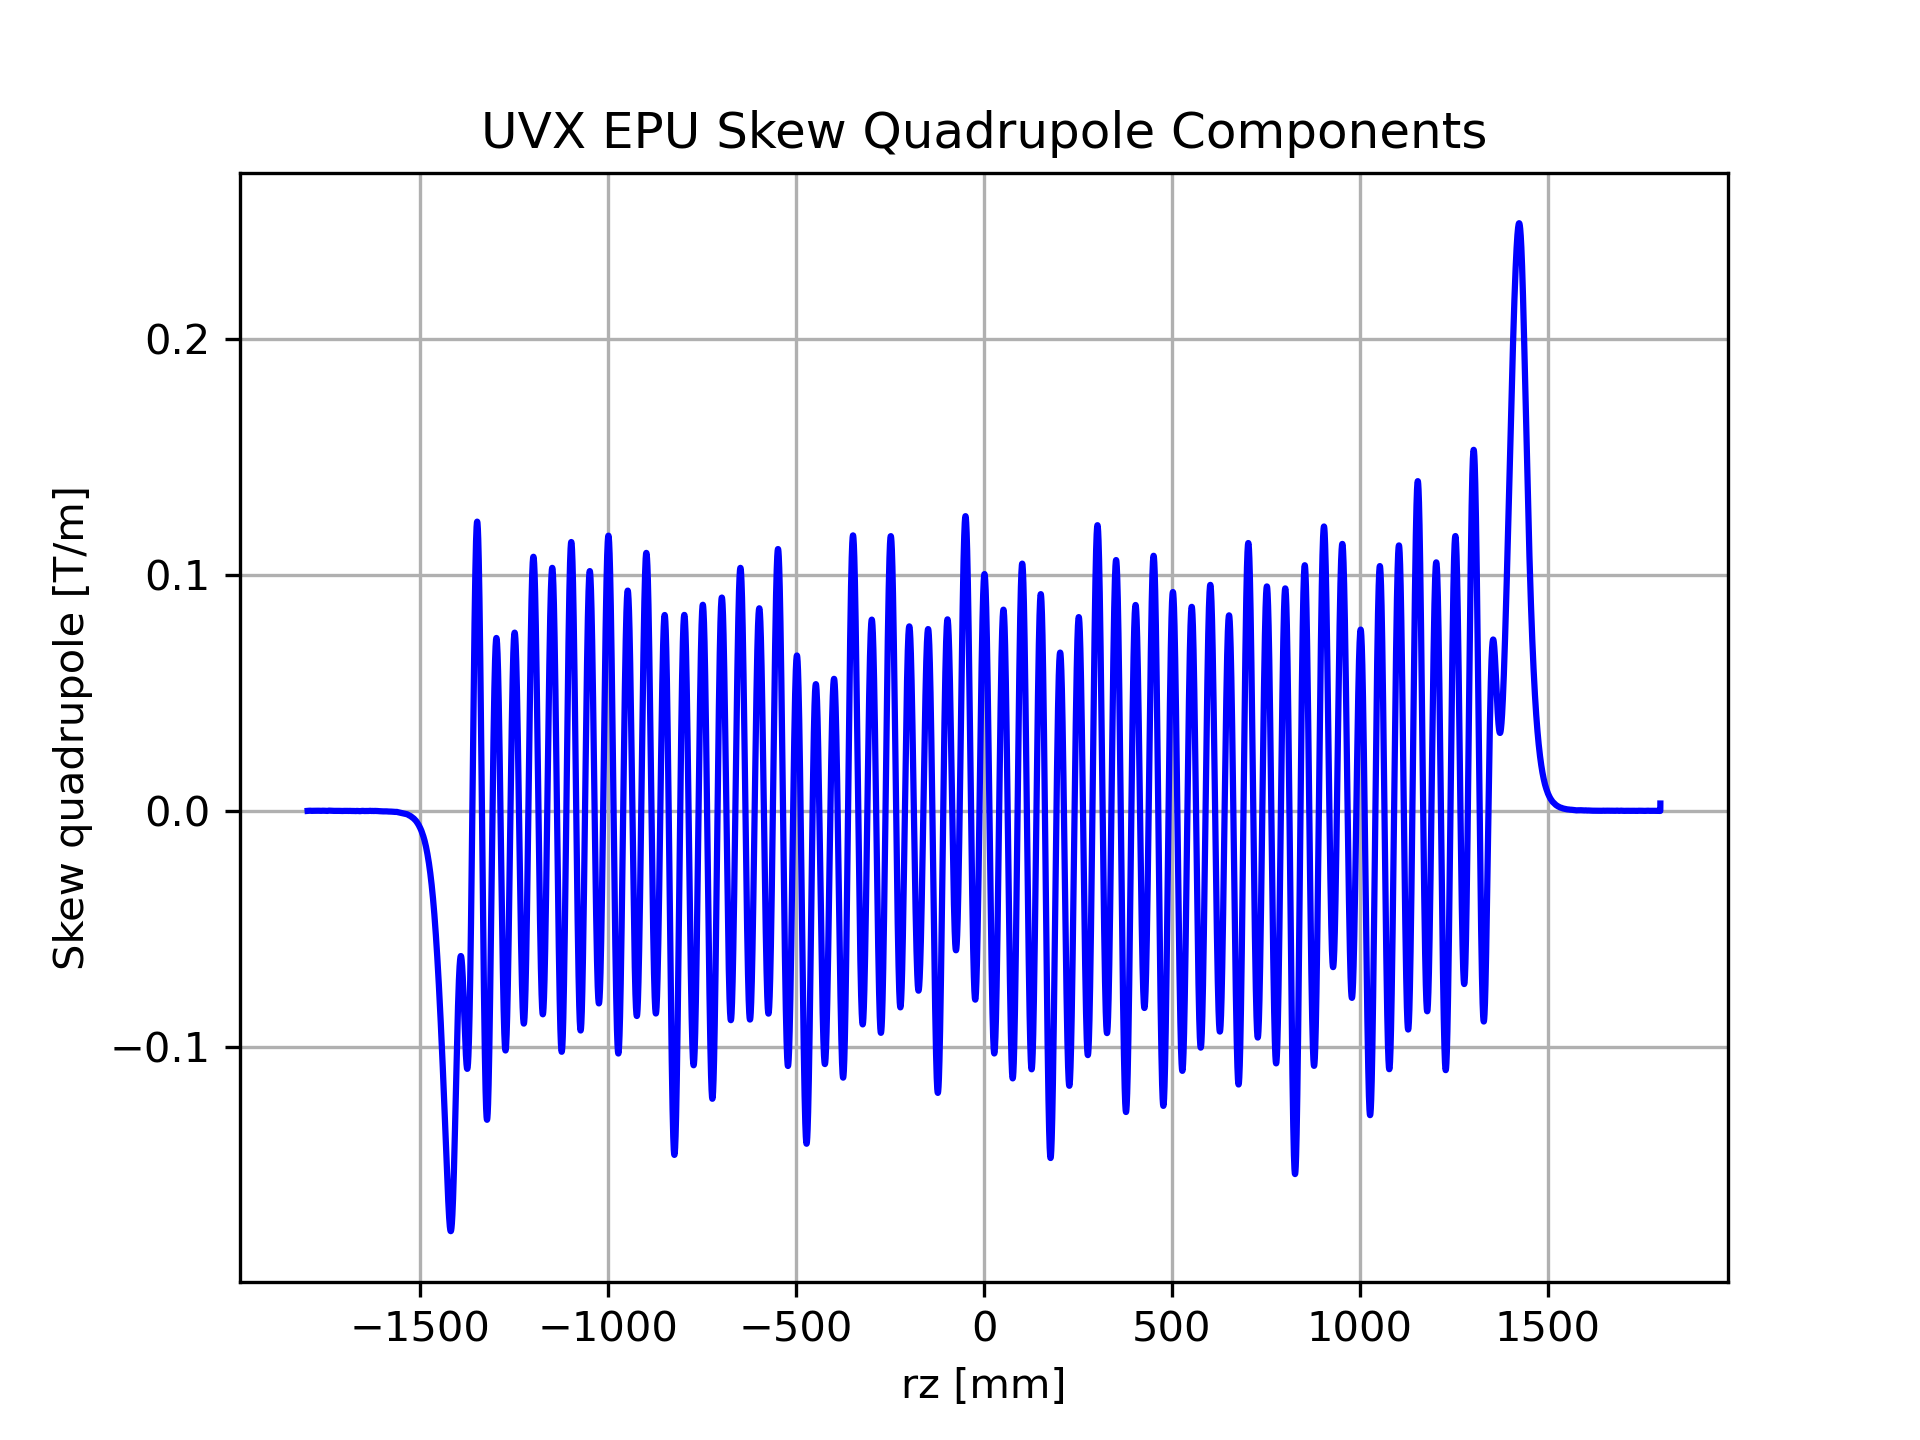 UVX EPU Skew Quadrupole Components
Skew quadrupole [T/m]
0.2
0.1
0.0
−0.1
−1500 −1000 −500 0 500 1000 1500
rz [mm]